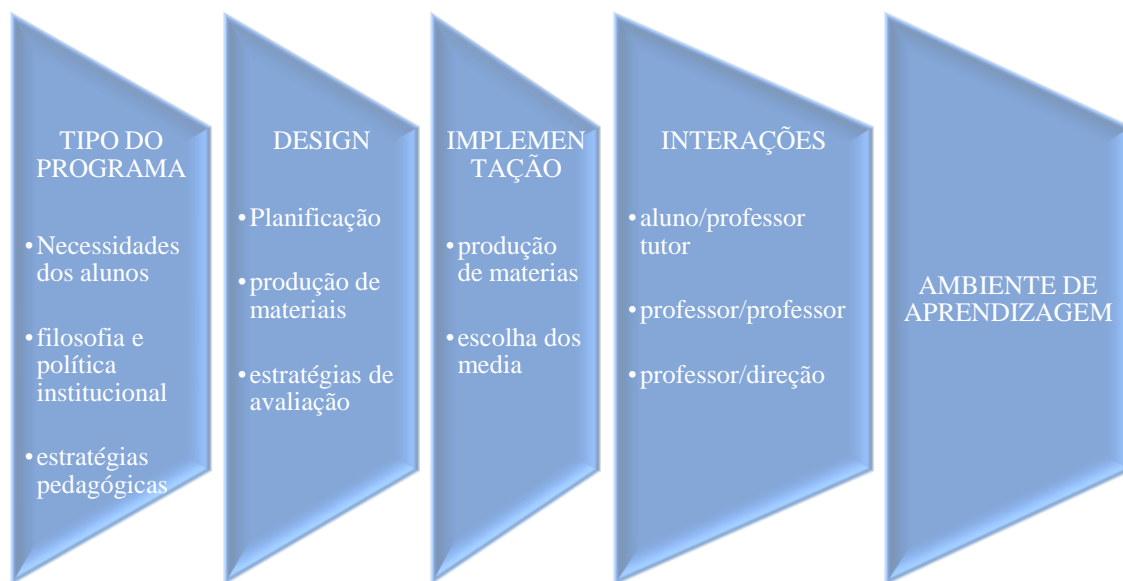 TIPO DO
PROGRAMA
•Necessidades
dos alunos
•filosofia e
política
institucional
•estratégias
pedagógicas
DESIGN
•Planificação
•produção de
materiais
•estratégias de
avaliação
IMPLEMEN
TAÇÃO
•produção
de materias
•escolha dos
media
INTERAÇÕES
•aluno/professor
tutor
•professor/professor
•professor/direção
AMBIENTE DE
APRENDIZAGEM